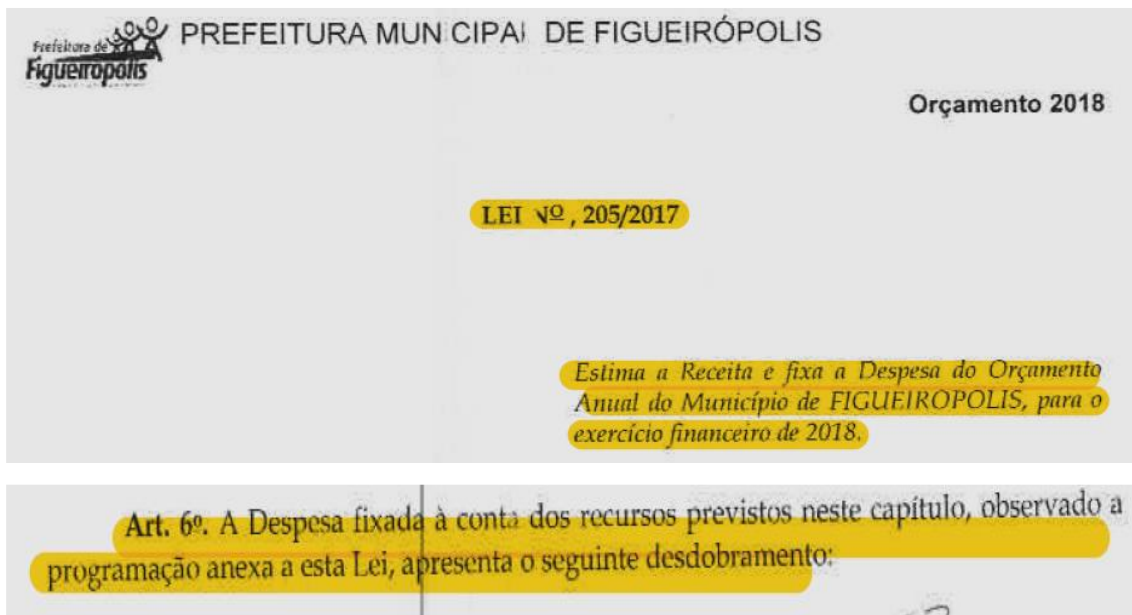 Prefeitura de
Figueirópolis
PREFEITURA MUNICIPAL DE FIGUEIRÓPOLIS
Orçamento 2018
LEI Nº, 205/2017
Estima a Receita e fixa a Despesa do Orçamento
Anual do Município de FIGUEIROPOLIS, para o
exercício financeiro de 2018.
Art. 6º. A Despesa fixada à conta dos recursos previstos neste capítulo, observado a
programação anexa a esta Lei, apresenta o seguinte desdobramento: